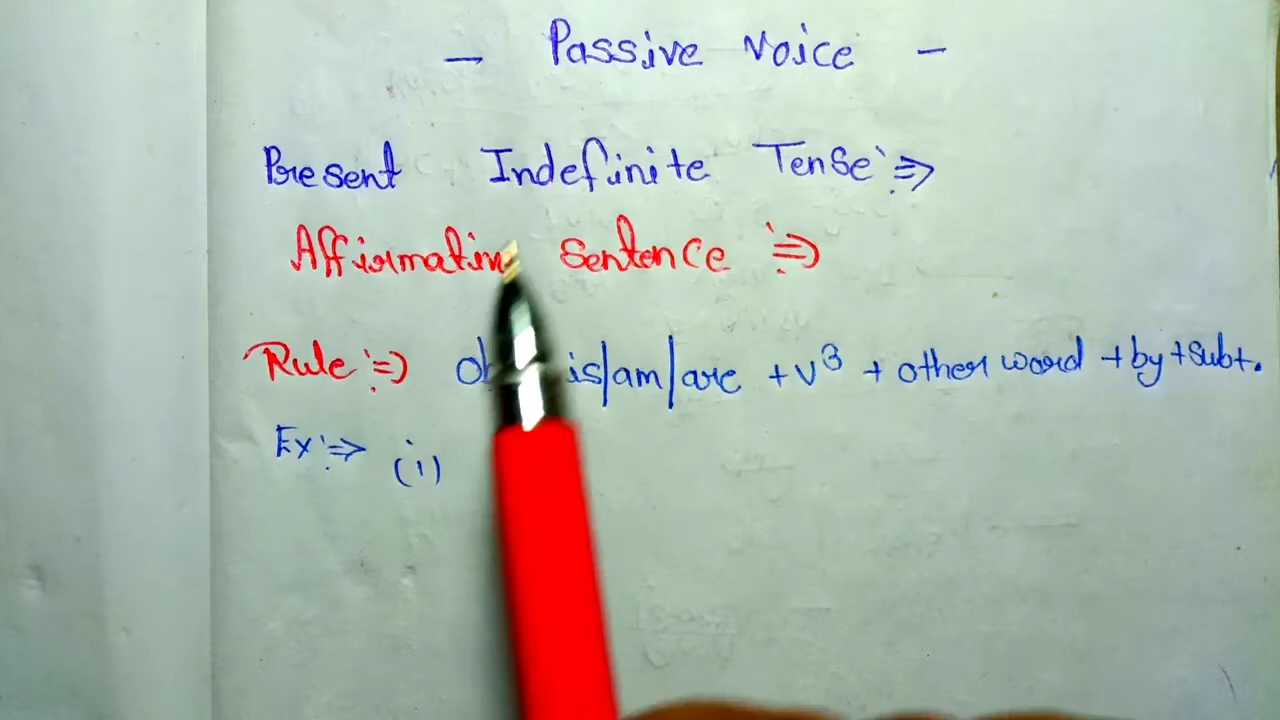 - Passive Voice -
Present Indefinite Tense :⇒
Sentence :⇒
Rule :⇒ is/am/are + v³ + other word + by + subt.
Ex :⇒ (i)